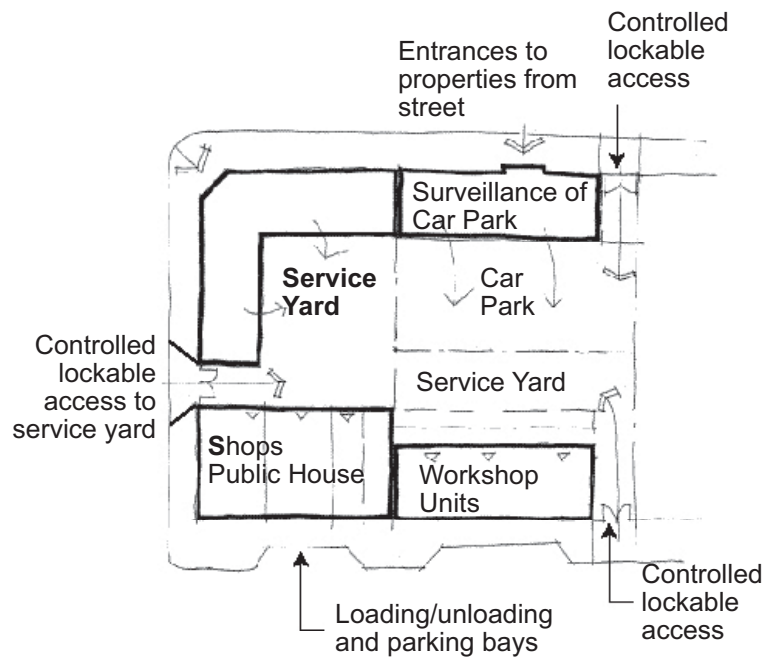 Controlled
lockable
access
Entrances to
properties from
street
Surveillance of
Car Park
Service
Yard
Car
Park
Controlled
lockable
access to
service yard
Service Yard
Shops
Public House
Workshop
Units
Loading/unloading
and parking bays
Controlled
lockable
access